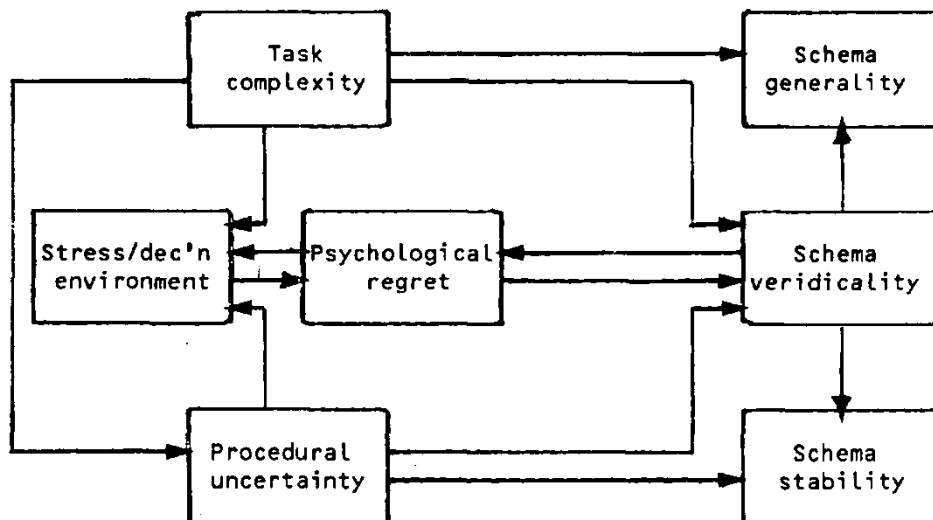 Task
complexity
Schema
generality
Stress/dec'n
environment
Psychological
regret
Schema
veridicality
Procedural
uncertainty
Schema
stability